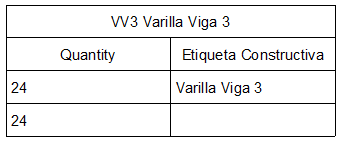 VV3 Varilla Viga 3
Quantity Etiqueta Constructiva
24 Varilla Viga 3
24